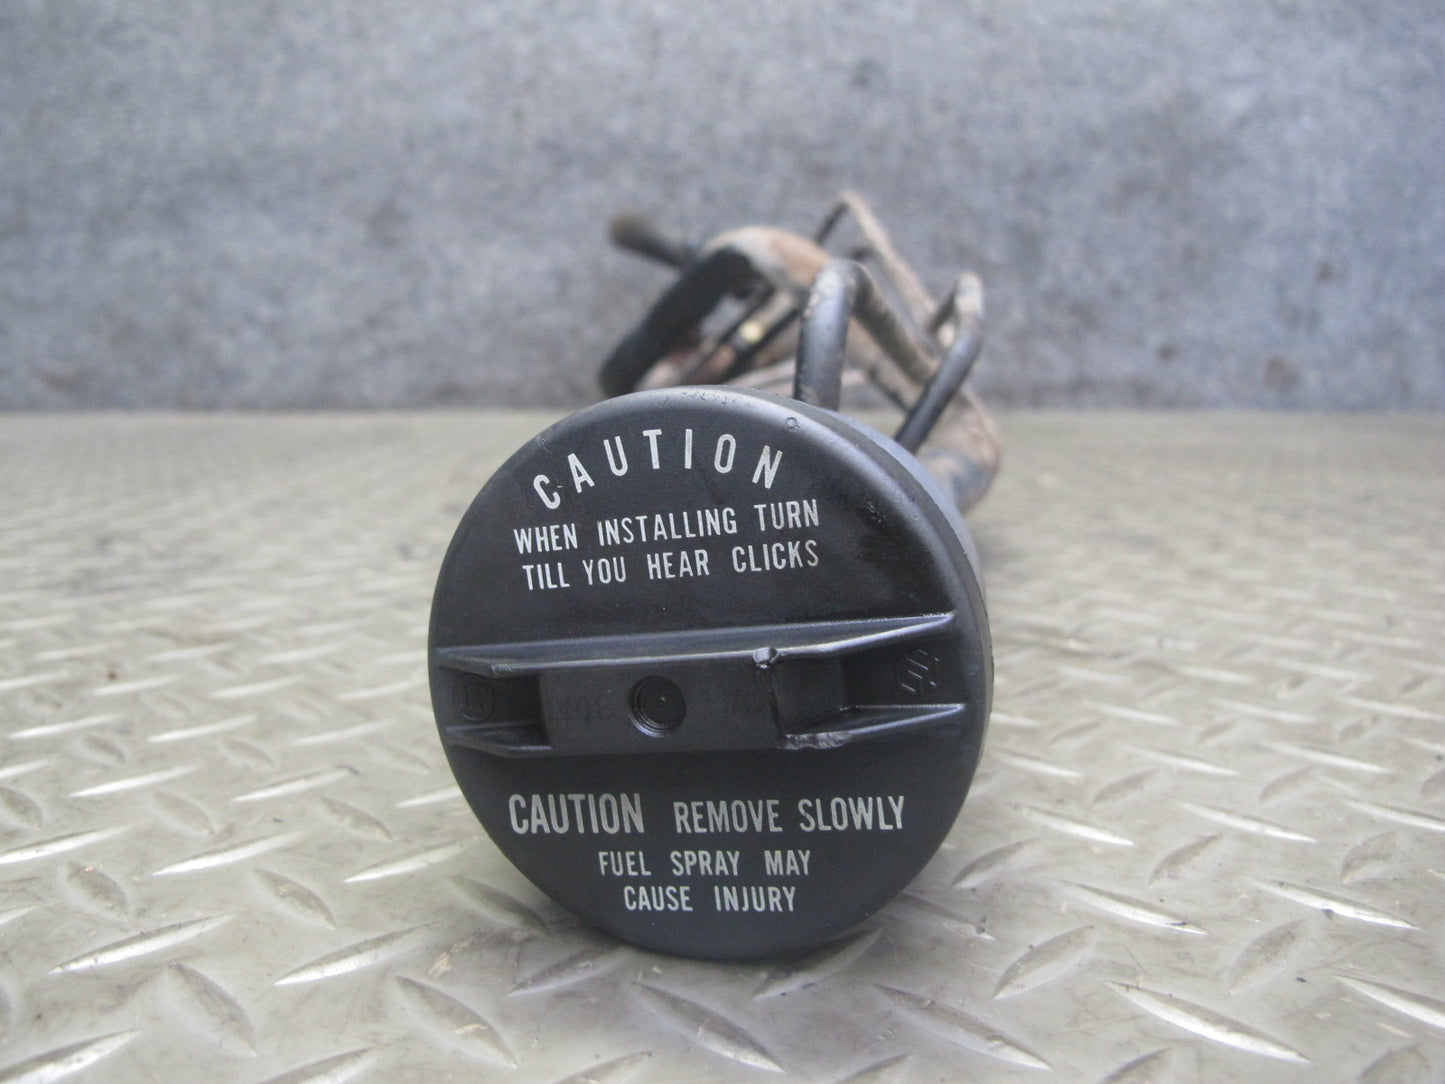 CAUTION
WHEN INSTALLING TURN
TILL YOU HEAR CLICKS
CAUTION REMOVE SLOWLY
FUEL SPRAY MAY
CAUSE INJURY